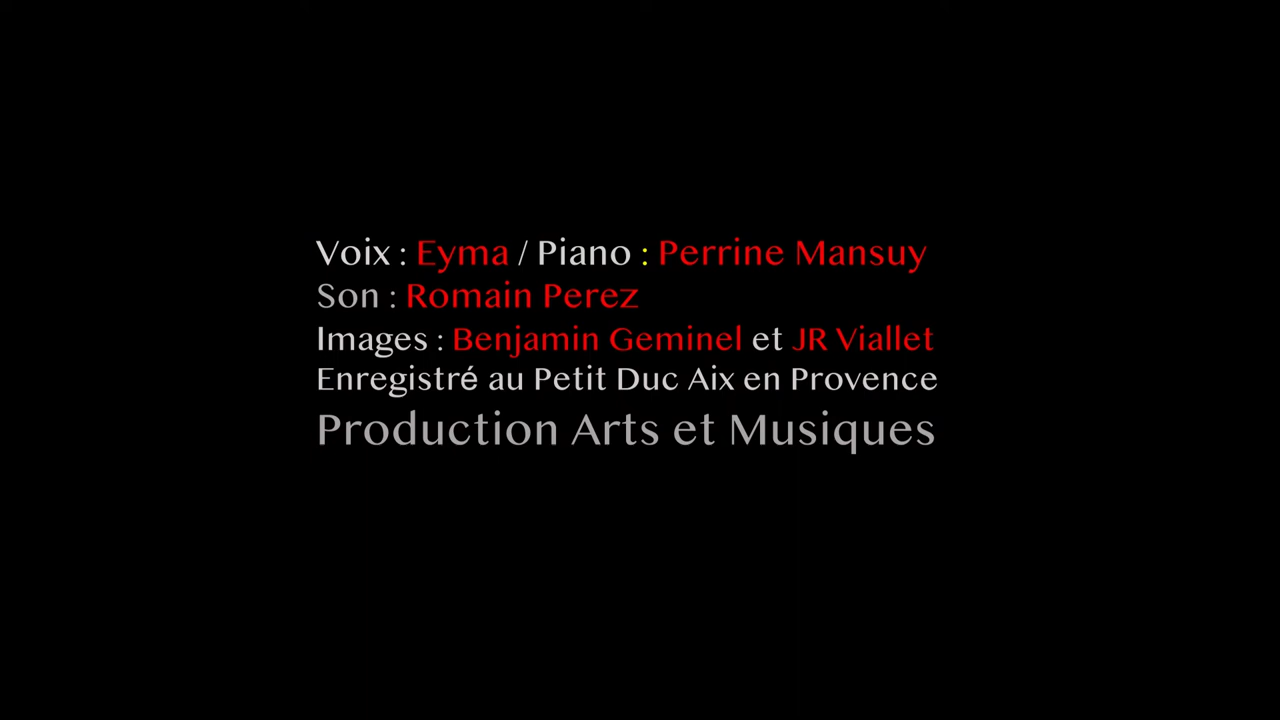 Voix : Eyma / Piano : Perrine Mansuy
Son : Romain Perez
Images : Benjamin Geminel et JR Viallet
Enregistré au Petit Duc Aix en Provence
Production Arts et Musiques